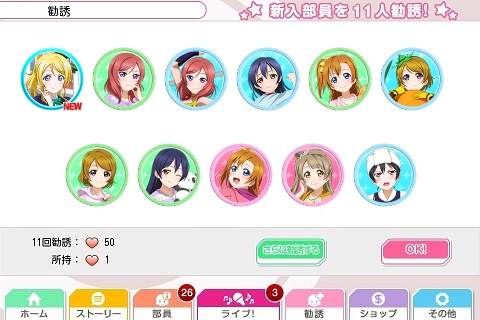 勧誘
新入部員を11人勧誘!
NEW
11回勧誘: 50
所持: 1
さらに勧誘する
OK!
26
3
ホーム
ストーリー
部員
ライブ!
勧誘
ショップ
その他